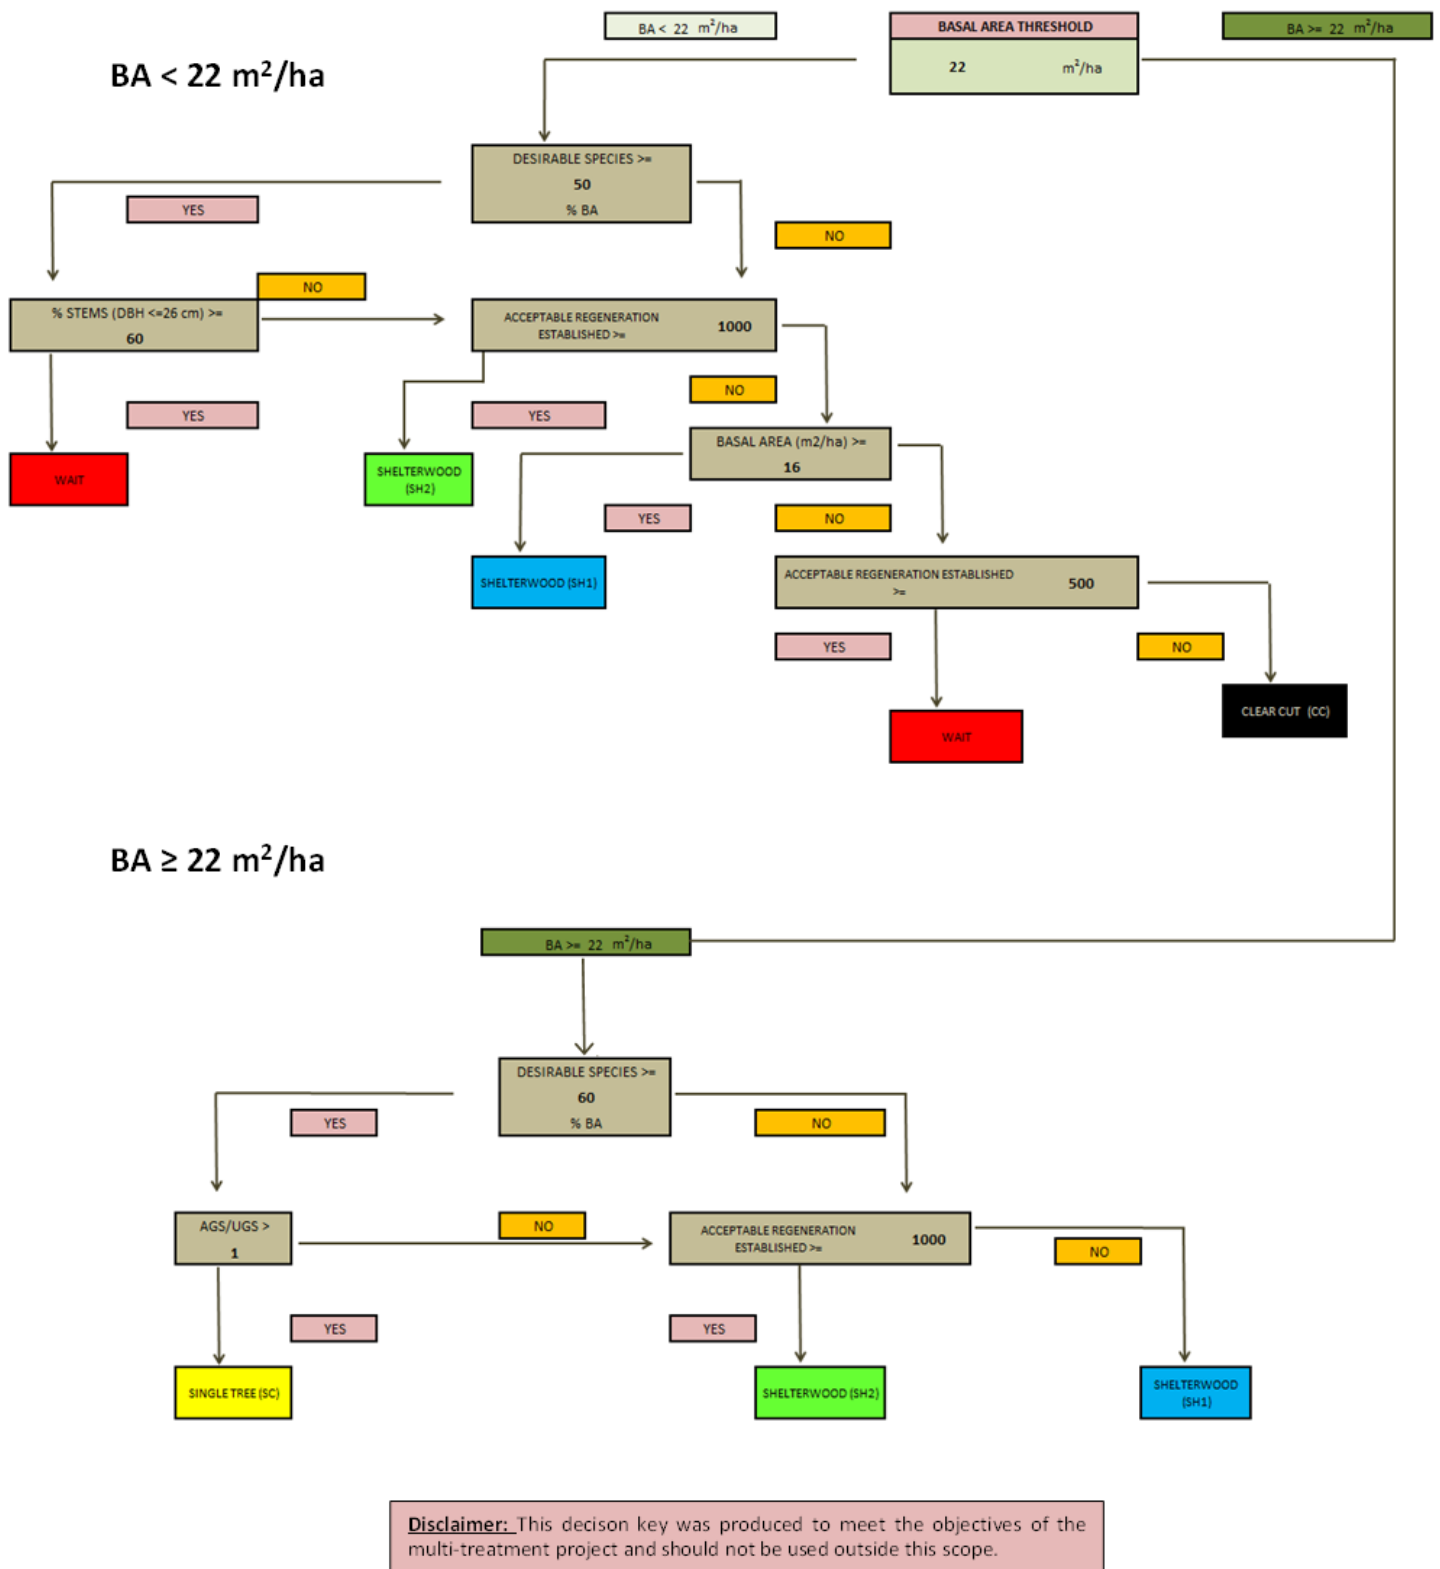 BA < 22 m²/ha
BASAL AREA THRESHOLD
BA >= 22 m²/ha
22 m²/ha
BA < 22 m²/ha
DESIRABLE SPECIES >=
50
% BA
YES
NO
NO
% STEMS (DBH <=26 cm) >=
60
ACCEPTABLE REGENERATION
ESTABLISHED >=
1000
NO
YES
YES
BASAL AREA (m2/ha) >=
16
WAIT
SHELTERWOOD
(SH2)
YES
NO
SHELTERWOOD (SH1)
ACCEPTABLE REGENERATION ESTABLISHED
>=
500
YES
NO
CLEAR CUT (CC)
WAIT
BA ≥ 22 m²/ha
BA >= 22 m²/ha
DESIRABLE SPECIES >=
60
% BA
YES
NO
AGS/UGS >
1
NO
ACCEPTABLE REGENERATION
ESTABLISHED >=
1000
NO
YES
YES
SINGLE TREE (SC)
SHELTERWOOD (SH2)
SHELTERWOOD
(SH1)
Disclaimer: This decison key was produced to meet the objectives of the
multi-treatment project and should not be used outside this scope.